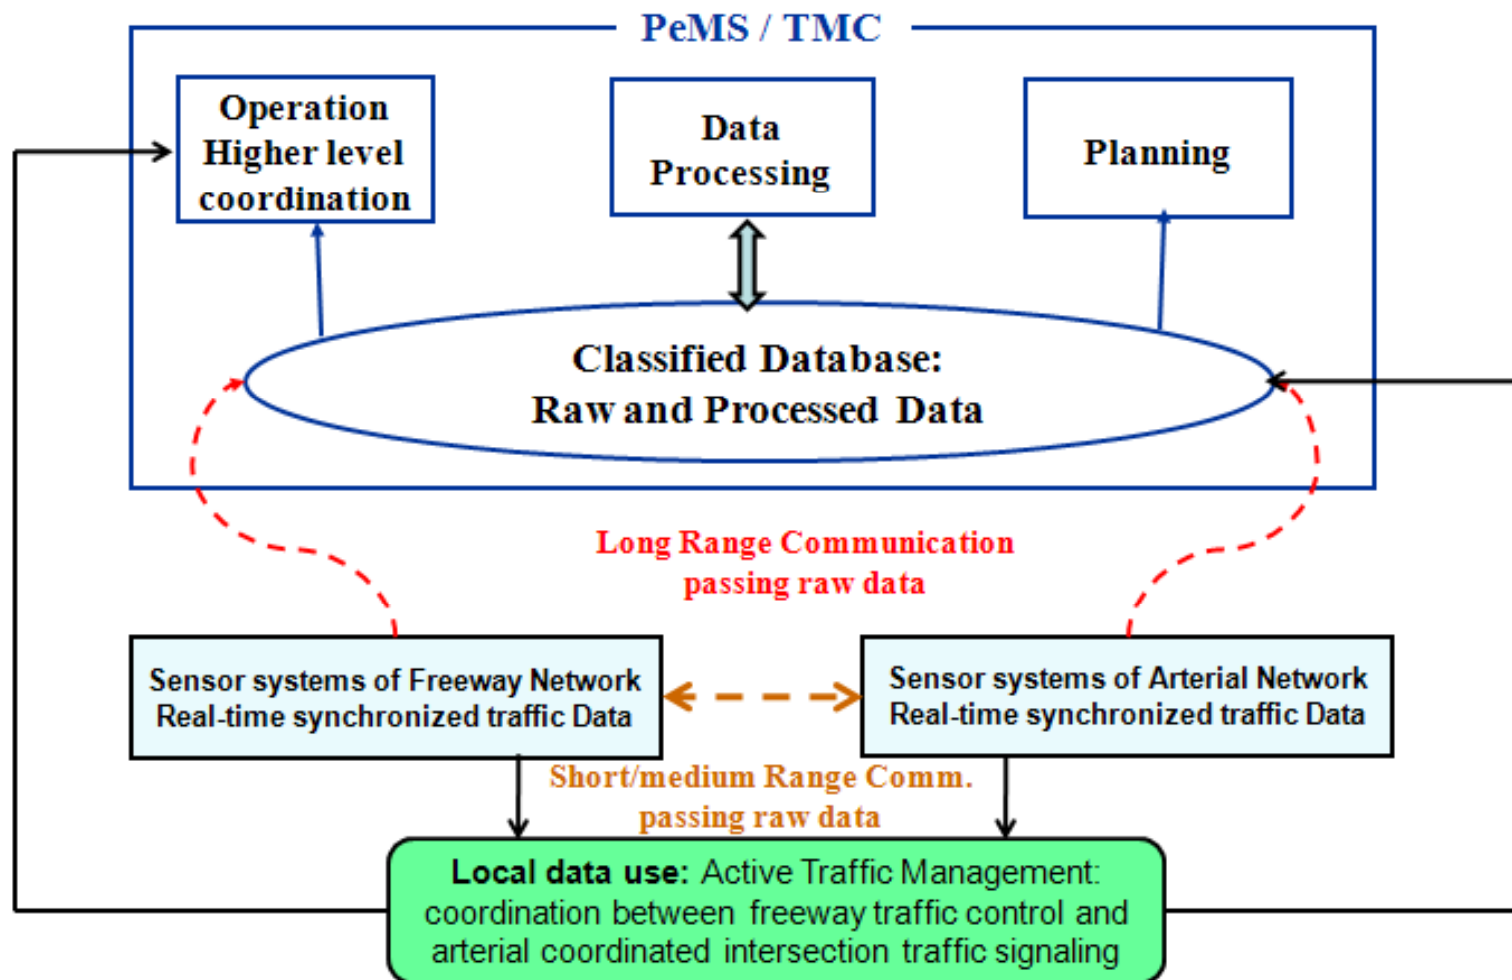 PeMS / TMC
Operation
Higher level
coordination
Data
Processing
Planning
Classified Database:
Raw and Processed Data
Long Range Communication
passing raw data
Sensor systems of Freeway Network
Real-time synchronized traffic Data
Sensor systems of Arterial Network
Real-time synchronized traffic Data
Short/medium Range Comm.
passing raw data
Local data use: Active Traffic Management:
coordination between freeway traffic control and
arterial coordinated intersection traffic signaling